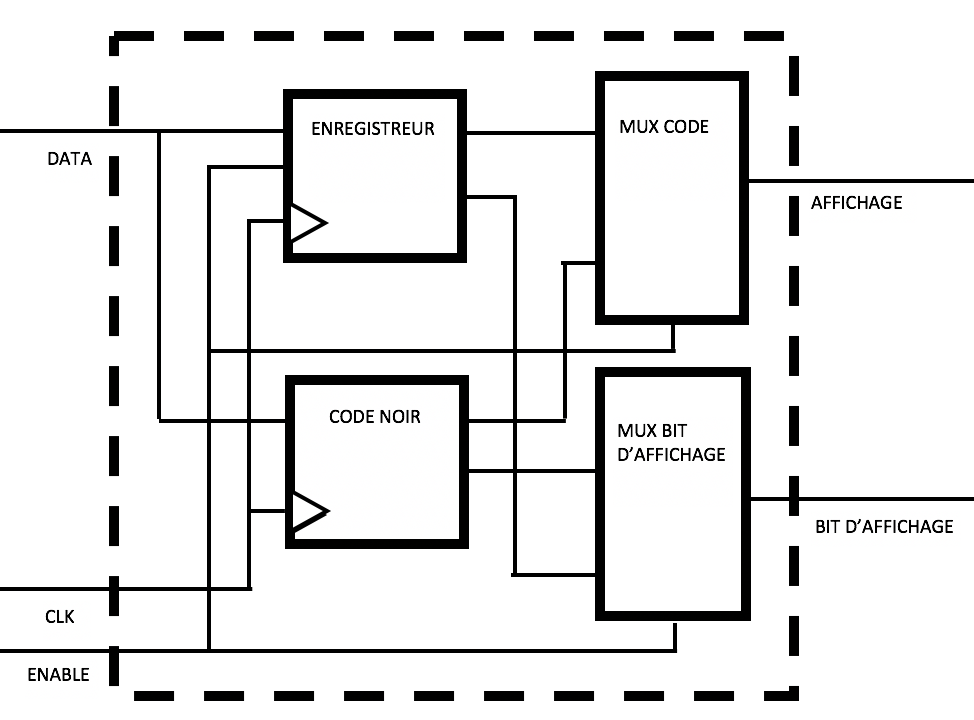 ENREGISTREUR
MUX CODE
DATA
AFFICHAGE
CODE NOIR
MUX BIT
D’AFFICHAGE
BIT D’AFFICHAGE
CLK
ENABLE